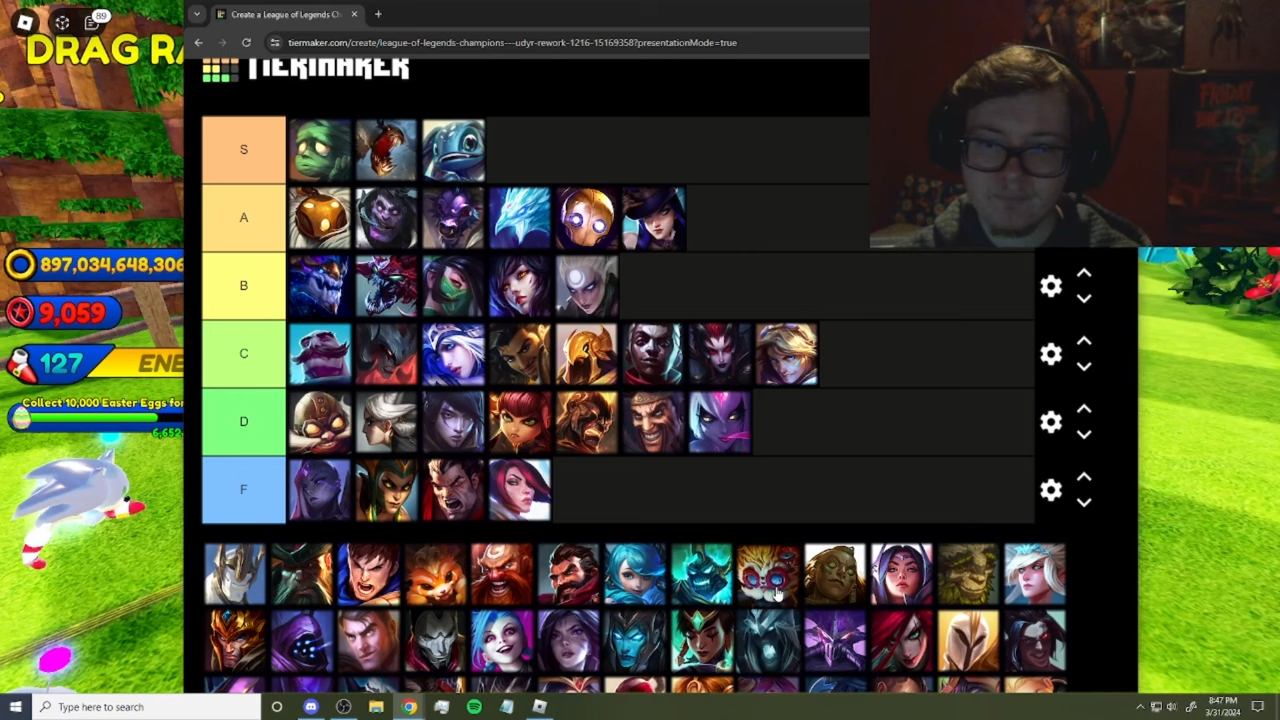 89
Create a League of Legends Ch
DRAG RA
tiermaker.com/create/league-of-legends-champions---udyr-rework-1216-15169358?presentationMode=true
TIERMAKER
FRIDAY
S
A
897,034,648,306
B
9,059
C
127
ENE
Collect 10,000 Easter Eggs for
6,652
D
F
Type here to search
8:47 PM
3/31/2024